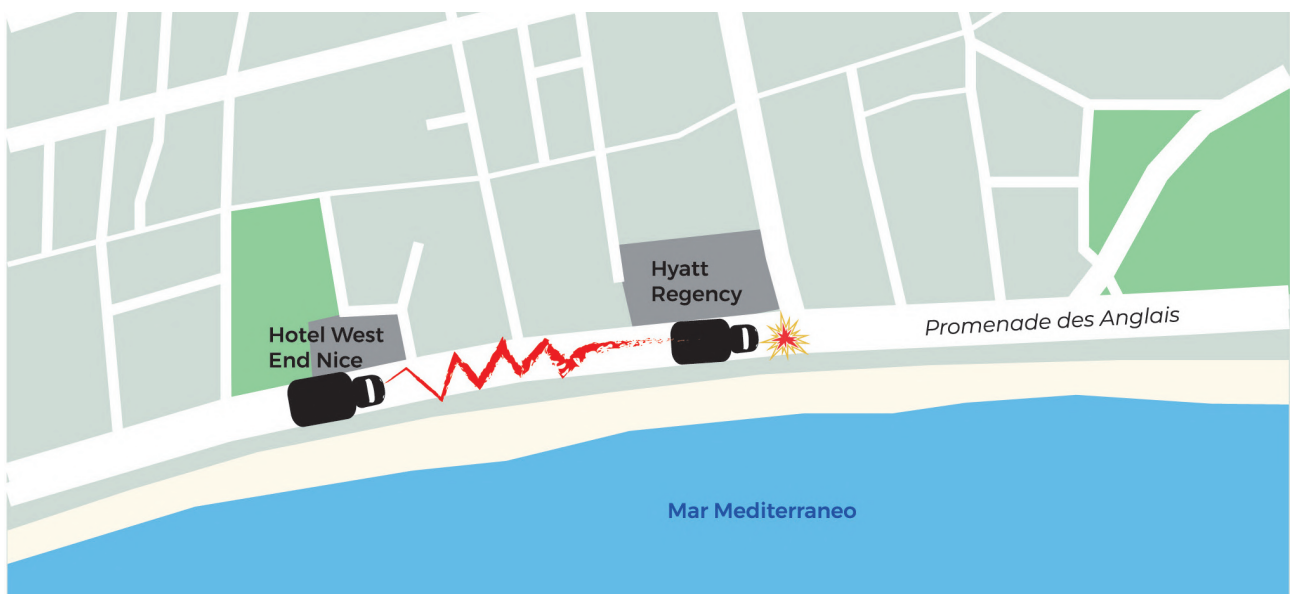 Hyatt
Regency
Hotel West
End Nice
Promenade des Anglais
Mar Mediterraneo